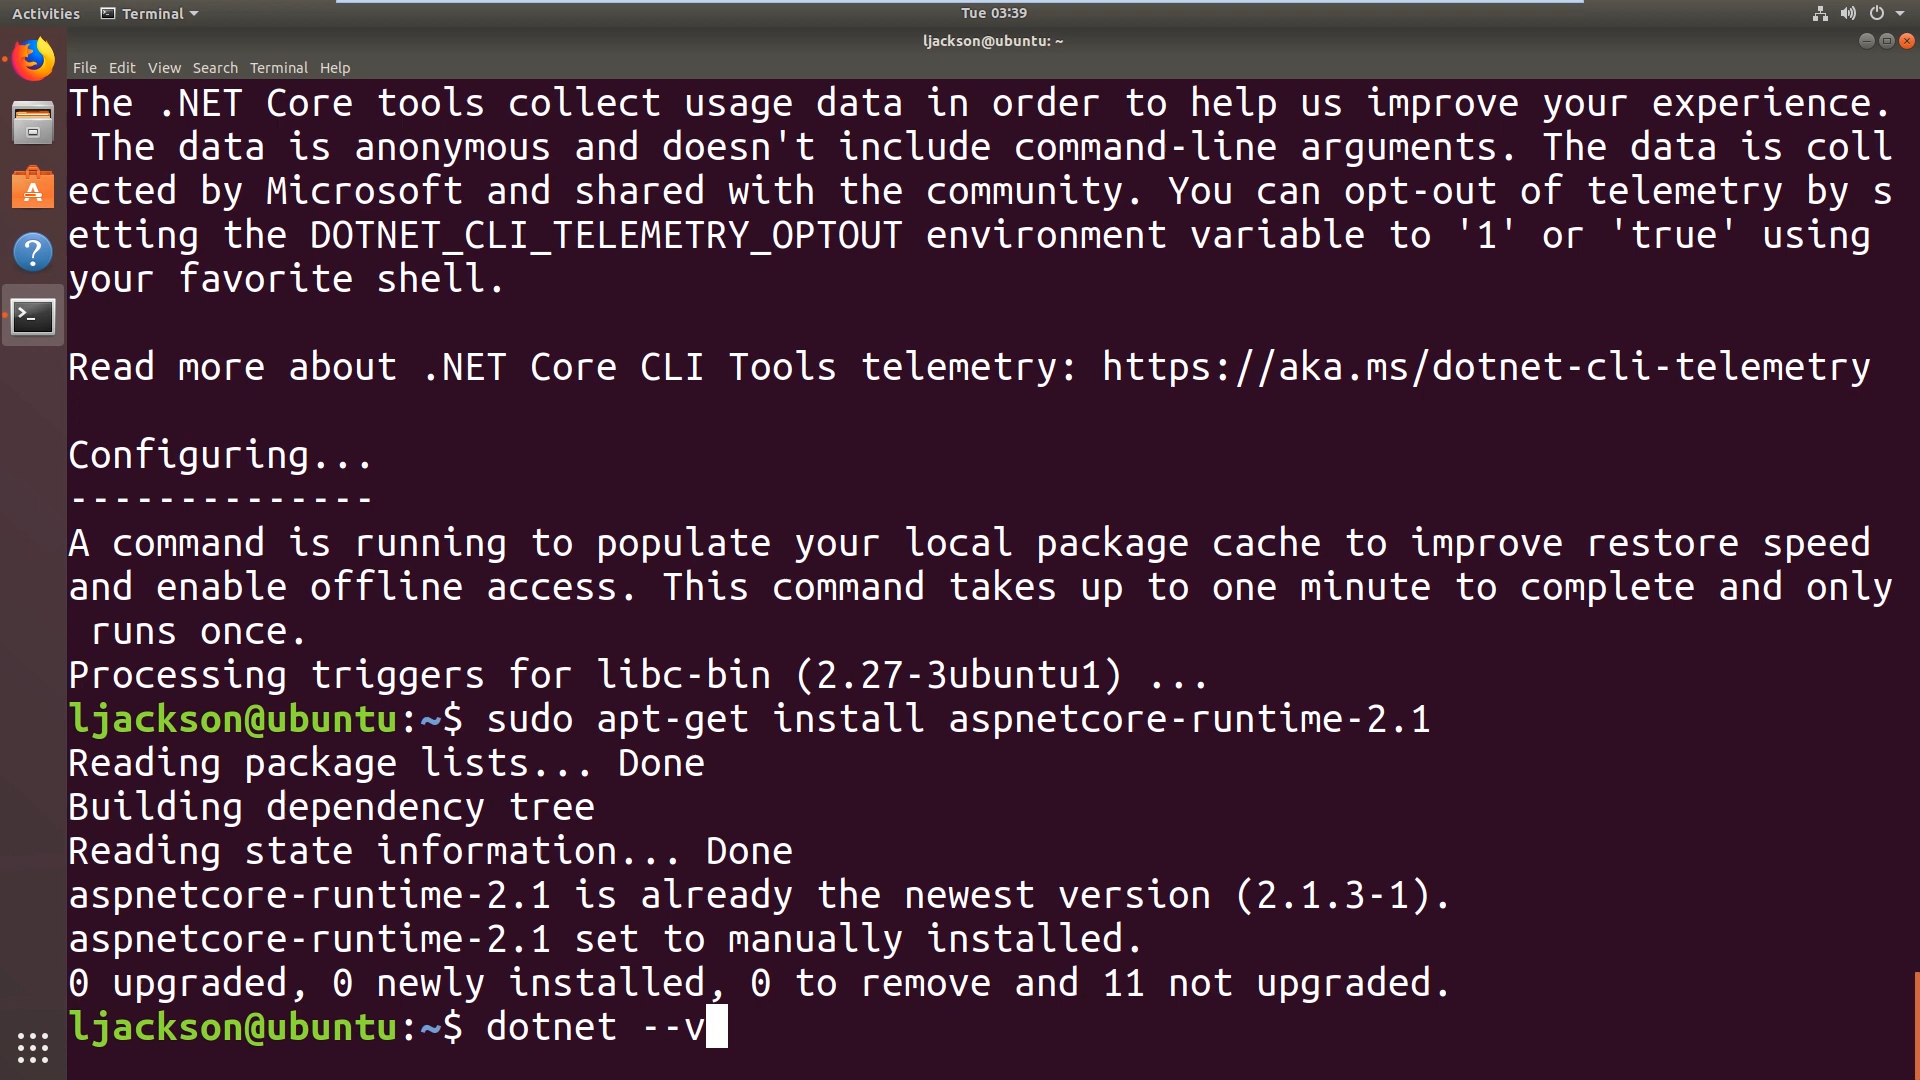 Activities Terminal Tue 03:39
ljackson@ubuntu: ~
File Edit View Search Terminal Help
The .NET Core tools collect usage data in order to help us improve your experience.
The data is anonymous and doesn't include command-line arguments. The data is coll
ected by Microsoft and shared with the community. You can opt-out of telemetry by s
etting the DOTNET_CLI_TELEMETRY_OPTOUT environment variable to '1' or 'true' using
your favorite shell.
Read more about .NET Core CLI Tools telemetry: https://aka.ms/dotnet-cli-telemetry
Configuring...
--------------
A command is running to populate your local package cache to improve restore speed
and enable offline access. This command takes up to one minute to complete and only
runs once.
Processing triggers for libc-bin (2.27-3ubuntu1) ...
ljackson@ubuntu:~$ sudo apt-get install aspnetcore-runtime-2.1
Reading package lists... Done
Building dependency tree
Reading state information... Done
aspnetcore-runtime-2.1 is already the newest version (2.1.3-1).
aspnetcore-runtime-2.1 set to manually installed.
0 upgraded, 0 newly installed, 0 to remove and 11 not upgraded.
ljackson@ubuntu:~$ dotnet --v